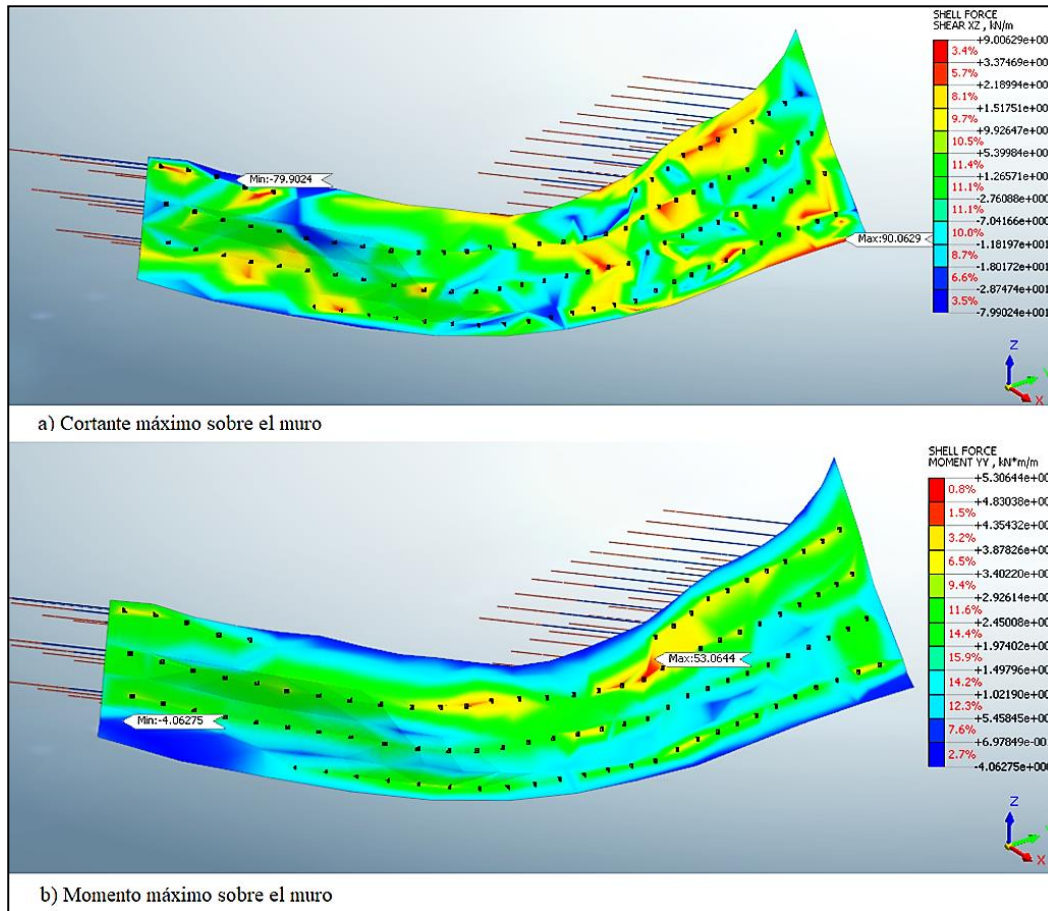 SHELL FORCE
SHEAR XZ , kN/m
+9.00629e+00
3.4%
+3.37469e+00
5.7%
+2.18994e+00
8.1%
+1.51751e+00
9.7%
+9.92647e+00
10.5%
+5.39984e+00
11.4%
+1.26571e+00
11.1%
-2.76088e+00
11.1%
-7.04166e+00
10.0%
-1.18197e+01
8.7%
-1.80172e+01
6.6%
-2.87474e+01
3.5%
-7.99024e+01
Min:-79.9024
Max:90.0629
Z
X
a) Cortante máximo sobre el muro
SHELL FORCE
MOMENT YY , kN*m/m
+5.30644e+00
0.8%
+4.83038e+00
1.5%
+4.35432e+00
3.2%
+3.87826e+00
6.5%
+3.40220e+00
9.4%
+2.92614e+00
11.6%
+2.45008e+00
14.4%
+1.97402e+00
15.9%
+1.49796e+00
14.2%
+1.02190e+00
12.3%
+5.45845e-01
7.6%
+6.97849e-01
2.7%
-4.06275e+00
Max:53.0644
Min:-4.06275
Z
X
b) Momento máximo sobre el muro